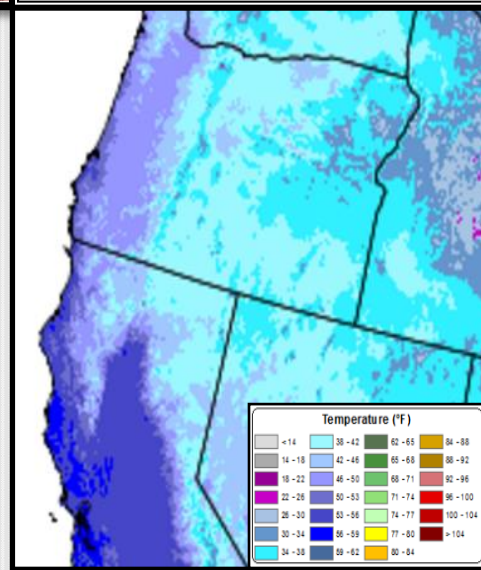 Temperature (°F)
< 14 38 - 42 62 - 65 84 - 88
14 - 18 42 - 46 65 - 68 88 - 92
18 - 22 46 - 50 68 - 71 92 - 96
22 - 26 50 - 53 71 - 74 96 - 100
26 - 30 53 - 56 74 - 77 100 - 104
30 - 34 56 - 59 77 - 80 > 104
34 - 38 59 - 62 80 - 84